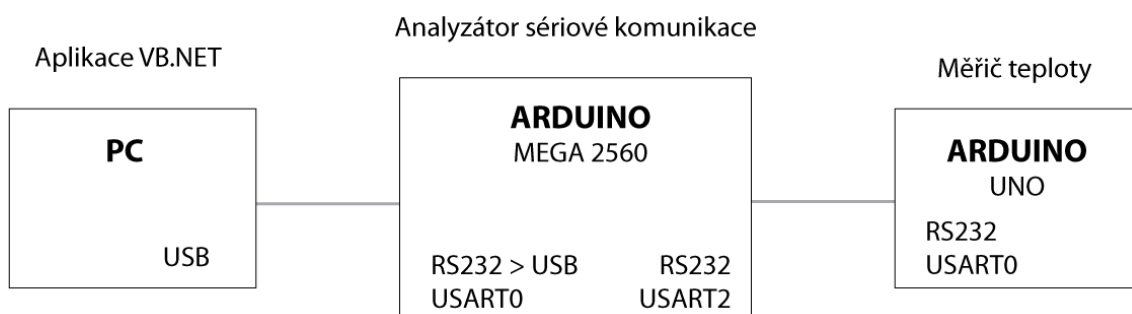 Aplikace VB.NET
PC
USB
Analyzátor sériové komunikace
ARDUINO
MEGA 2560
RS232 > USB
USART0
RS232
USART2
Měřič teploty
ARDUINO
UNO
RS232
USART0